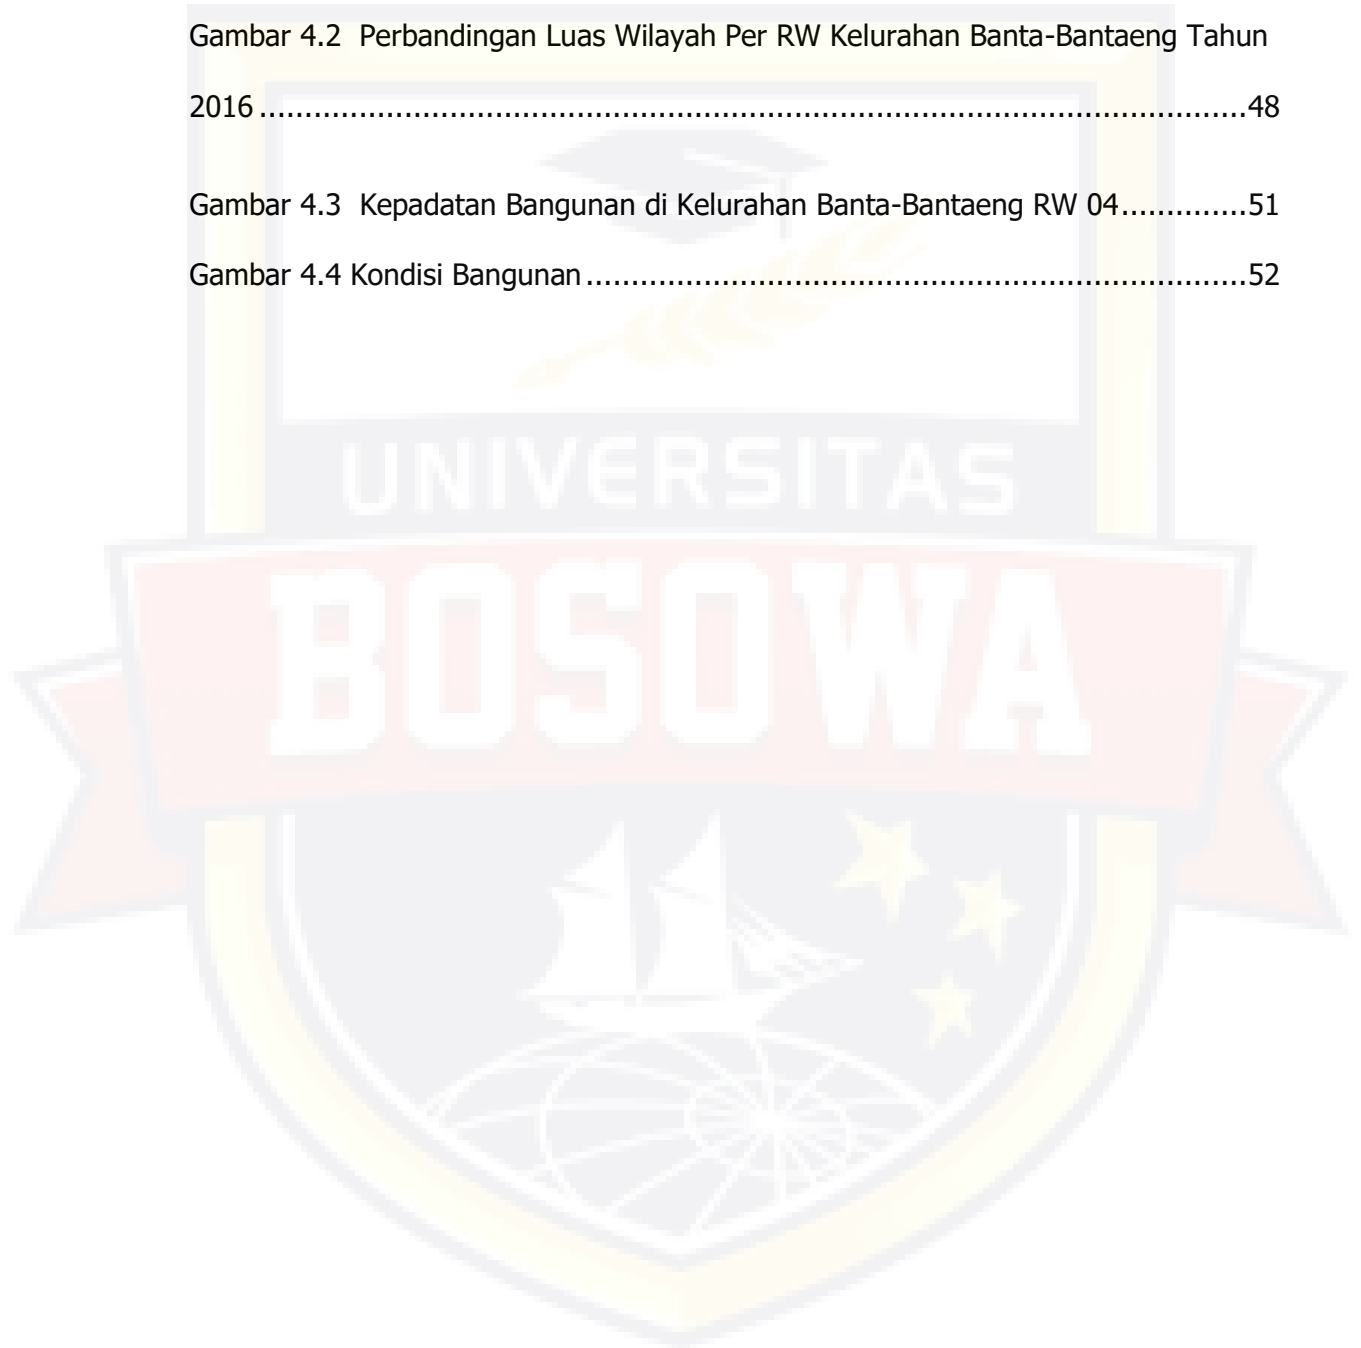 Gambar 4.2  Perbandingan Luas Wilayah Per RW Kelurahan Banta-Bantaeng Tahun
2016 ..............................................................................................................48
Gambar 4.3  Kepadatan Bangunan di Kelurahan Banta-Bantaeng RW 04..............51
Gambar 4.4 Kondisi Bangunan ..........................................................................52
UNIVERSITAS
BOSOWA